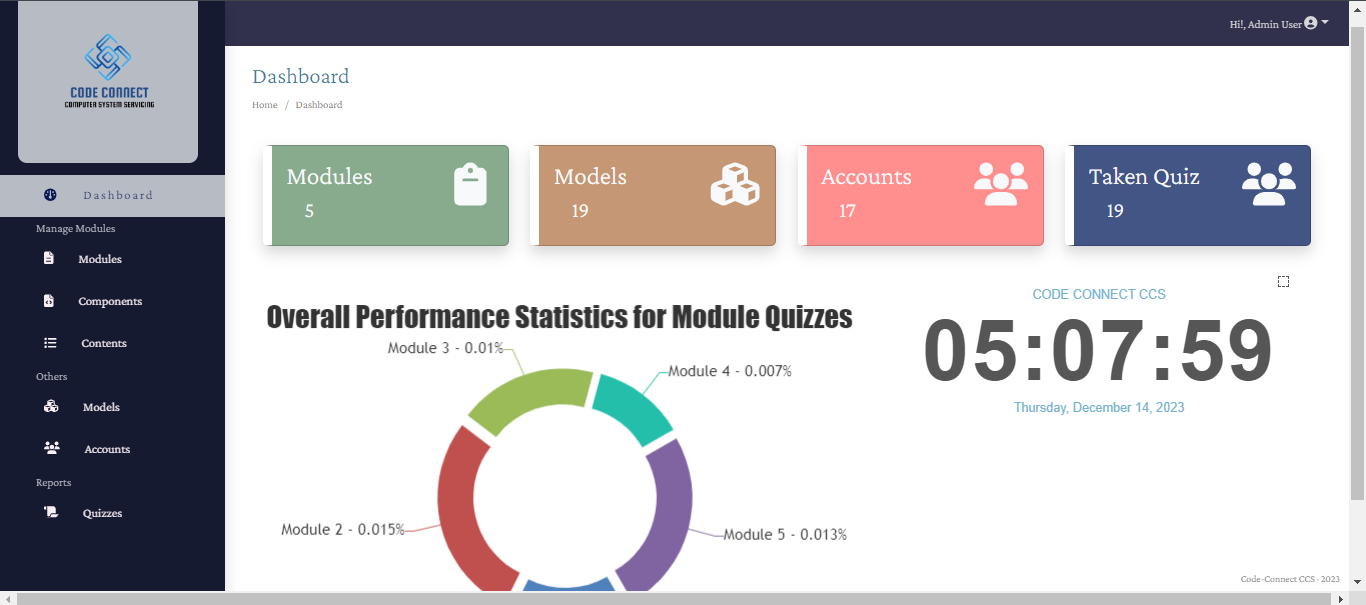 CODE CONNECT
COMPUTER SYSTEM SERVICING
Dashboard
Manage Modules
Modules
Components
Contents
Others
Models
Accounts
Reports
Quizzes
Hi!, Admin User
Dashboard
Home / Dashboard
Modules
5
Models
19
Accounts
17
Taken Quiz
19
Overall Performance Statistics for Module Quizzes
Module 3 - 0.01%
Module 4 - 0.007%
Module 2 - 0.015%
Module 5 - 0.013%
CODE CONNECT CCS
05:07:59
Thursday, December 14, 2023
Code-Connect CCS - 2023